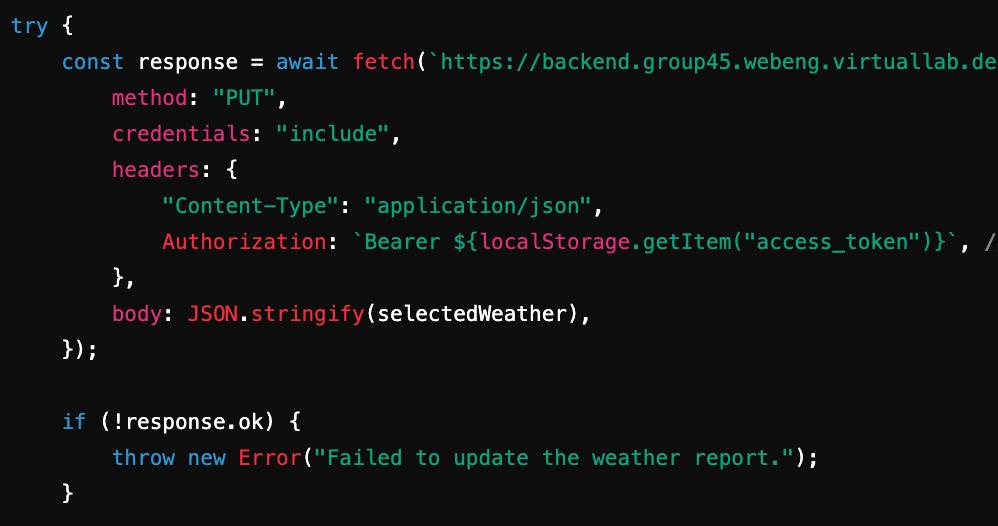 try {
    const response = await fetch(`https://backend.group45.webeng.virtuallab.de
        method: "PUT",
        credentials: "include",
        headers: {
            "Content-Type": "application/json",
            Authorization: `Bearer ${localStorage.getItem("access_token")}`, /
        },
        body: JSON.stringify(selectedWeather),
    });

    if (!response.ok) {
        throw new Error("Failed to update the weather report.");
    }